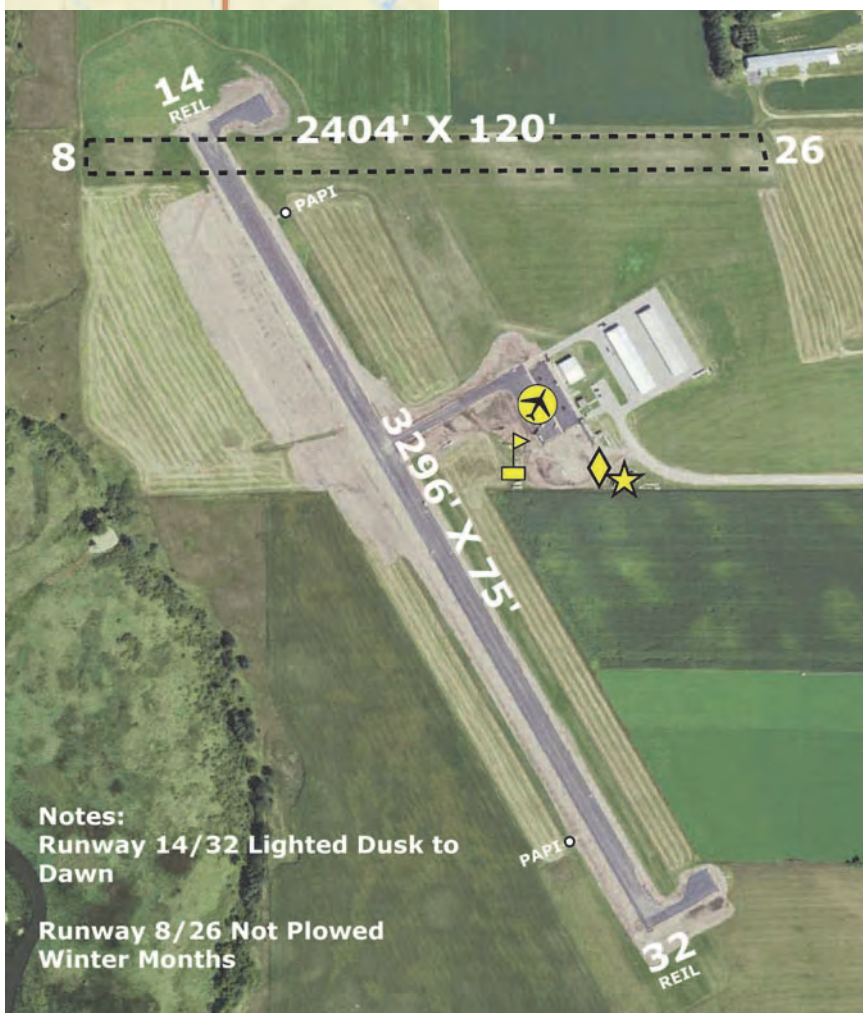 14
REIL
2404' X 120'
8
26
PAPI
3296' X 75'
PAPI
32
REIL
Notes:
Runway 14/32 Lighted Dusk to
Dawn
Runway 8/26 Not Plowed
Winter Months